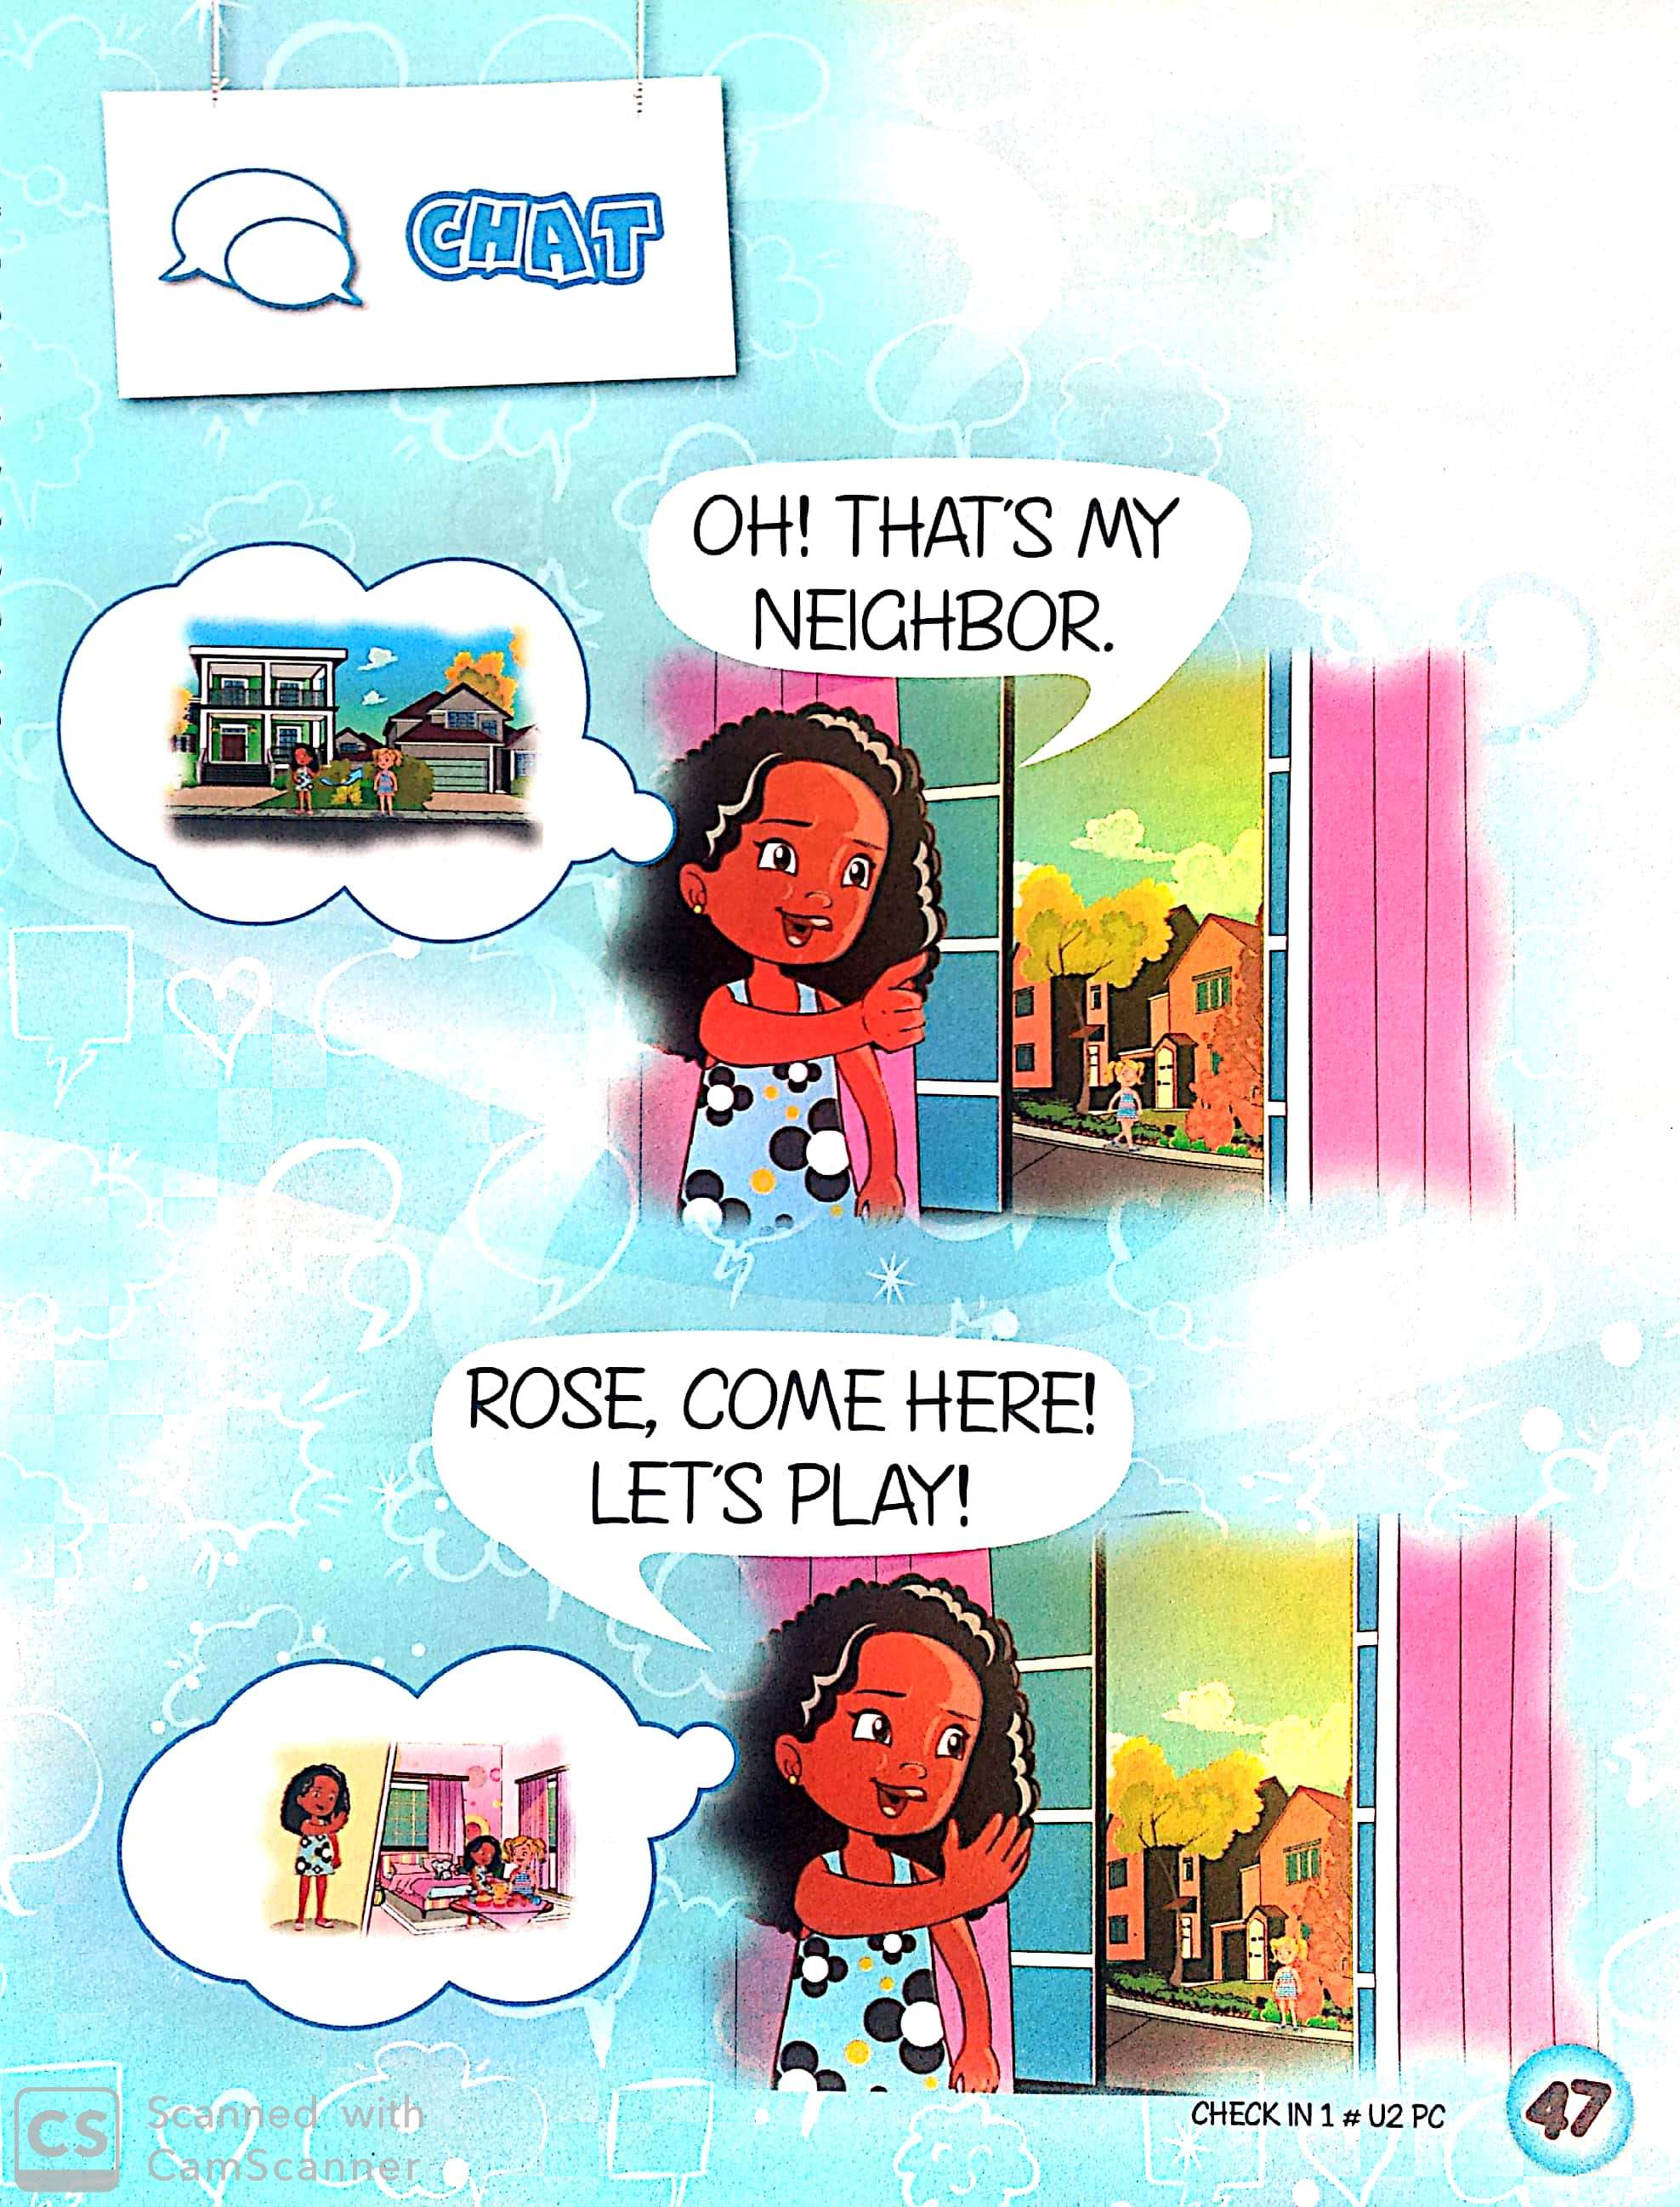 CHAT
OH! THAT'S MY
NEIGHBOR.
ROSE, COME HERE!
LET'S PLAY!
CHECK IN 1 # U2 PC
47
CS
Scanned with
CamScanner